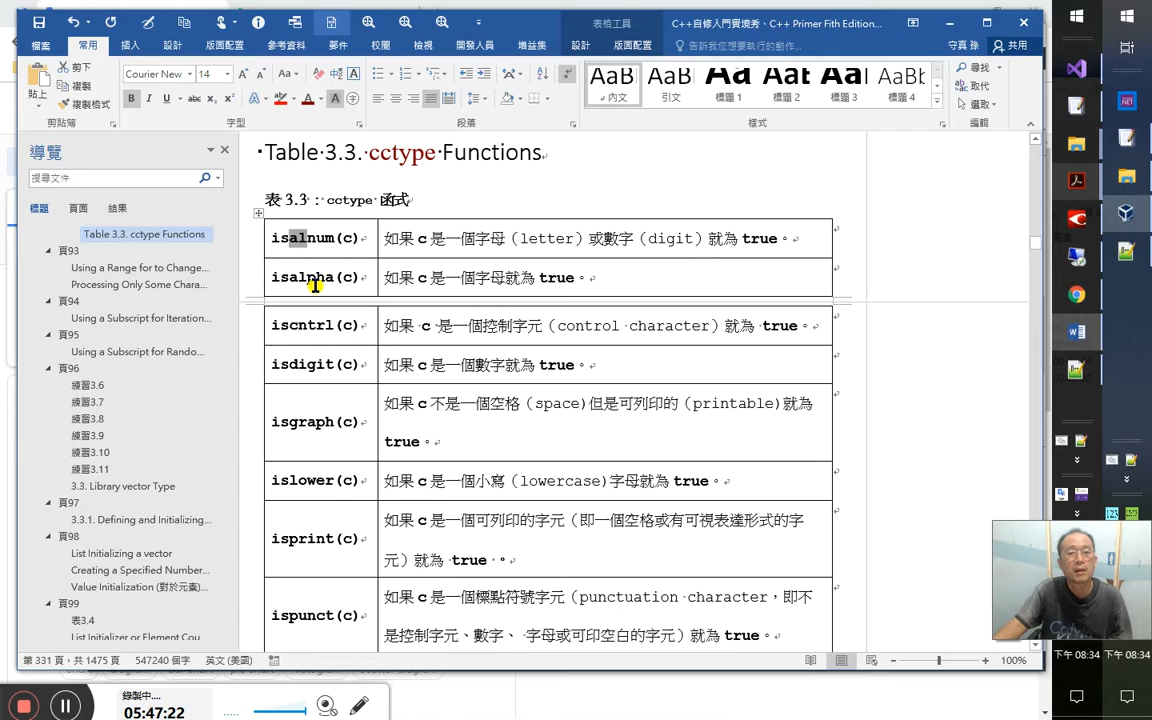 C++自修入門實境秀、C++ Primer Fith Edition...
表格工具
檔案
常用
插入
設計
版面配置
參考資料
郵件
校閱
檢視
開發人員
增益集
設計
版面配置
告訴我您想要執行的動作...
守真 孫
共用
貼上
剪下
複製
複製格式
剪貼簿
Courier New
14
字型
段落
AaB
內文
AaB
引文
AaB
標題 1
AaB
標題 2
AaB
標題 3
AaB
標題 4
樣式
尋找
取代
選取
編輯
導覽
搜尋文件
標題
頁面
結果
Table 3.3. cctype Functions
頁93
Using a Range for to Change...
Processing Only Some Chara...
頁94
Using a Subscript for Iteration...
頁95
Using a Subscript for Rando...
頁96
練習3.6
練習3.7
練習3.8
練習3.9
練習3.10
練習3.11
3.3. Library vector Type
頁97
3.3.1. Defining and Initializing...
頁98
List Initializing a vector
Creating a Specified Number...
Value Initialization (對於元素)...
頁99
表3.4
List Initializer or Element Cou
Table 3.3. cctype Functions
表 3.3：cctype 函式
isalnum(c) 如果 c 是一個字母（letter）或數字（digit）就為 true。
isalpha(c) 如果 c 是一個字母就為 true。
iscntrl(c) 如果 c 是一個控制字元（control character）就為 true。
isdigit(c) 如果 c 是一個數字就為 true。
isgraph(c) 如果 c 不是一個空格（space)但是可列印的（printable)就為
true。
islower(c) 如果 c 是一個小寫（lowercase)字母就為 true。
isprint(c) 如果 c 是一個可列印的字元（即一個空格或有可視表達形式的字
元）就為 true 。
ispunct(c) 如果 c 是一個標點符號字元（punctuation character，即不
是控制字元、數字、 字母或可印空白的字元）就為 true。
第 331 頁，共 1475 頁
547240 個字
英文 (美國)
100%
錄製中....
05:47:22
下午 08:34
下午 08:34